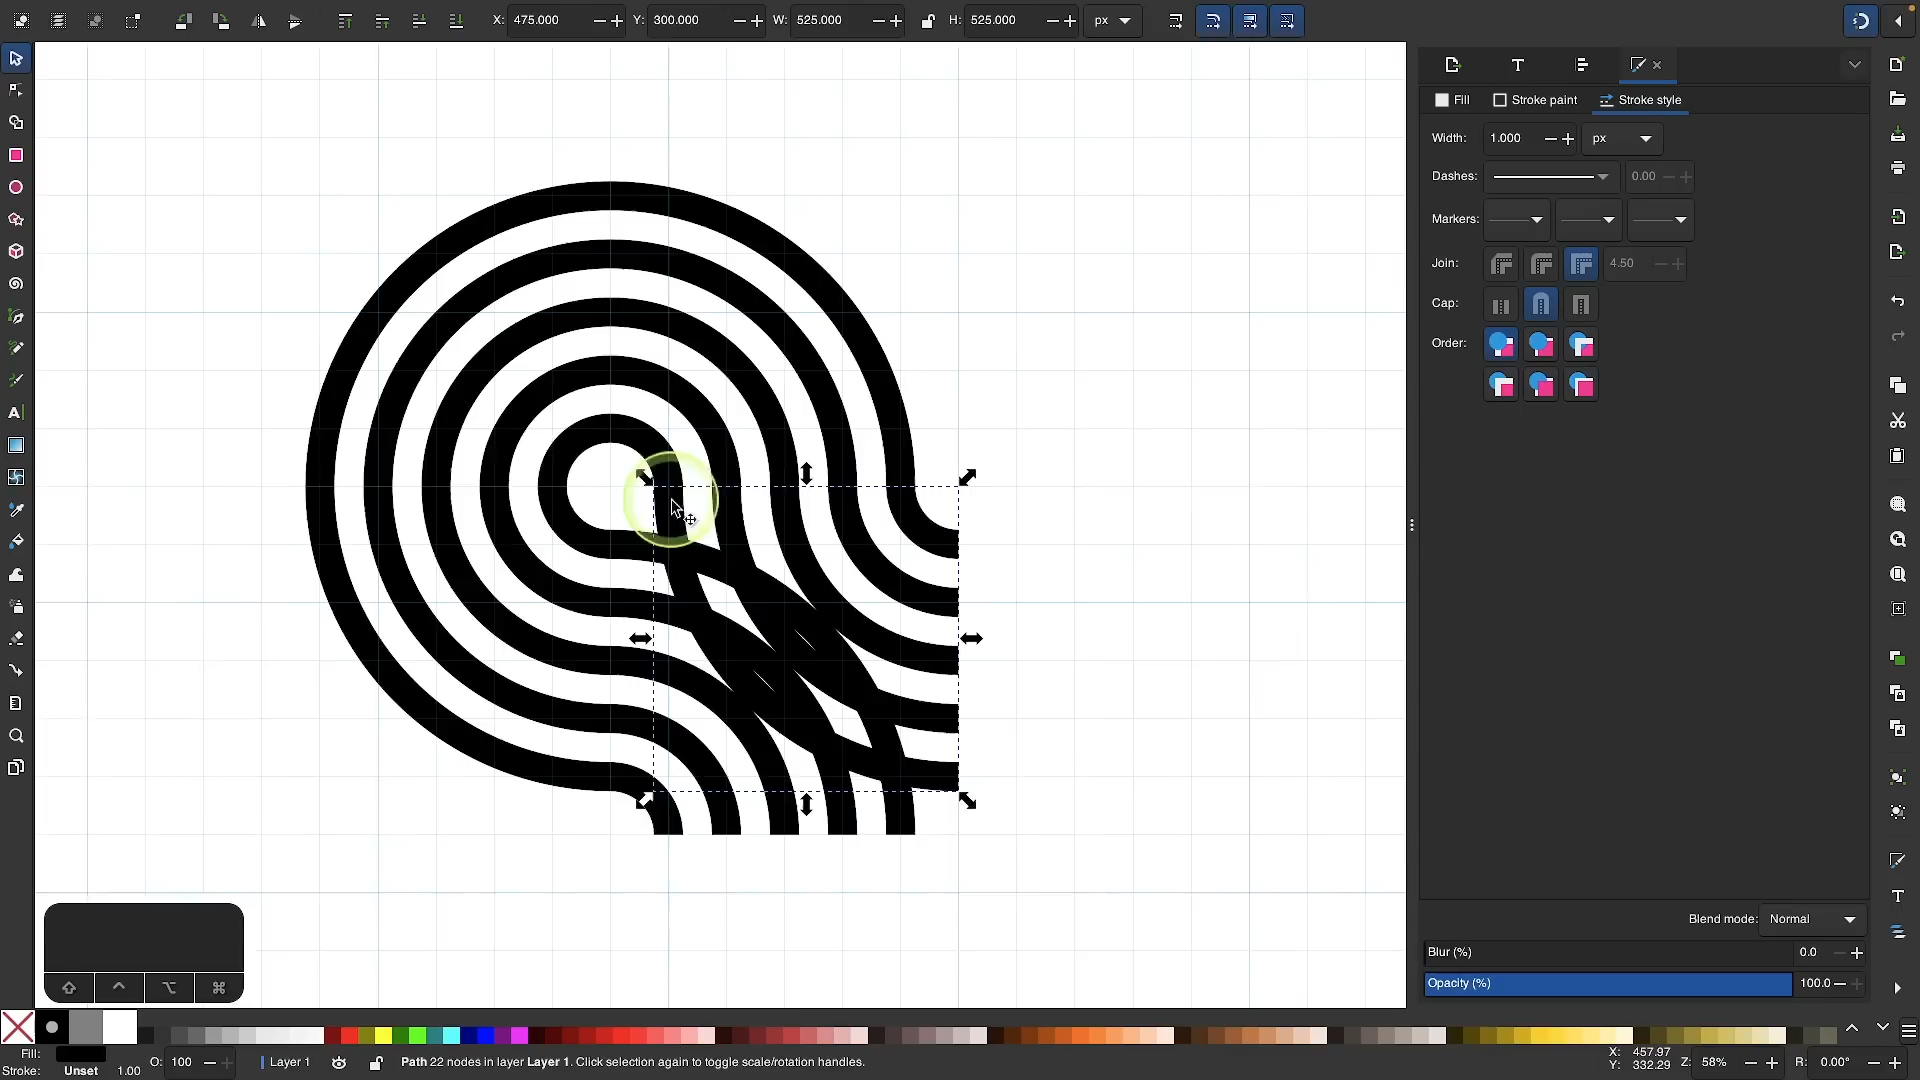 X: 475.000 Y: 300.000 W: 525.000 H: 525.000 px
Fill Stroke paint Stroke style
Width: 1.000 px
Dashes: 0.00
Markers:
Join: 4.50
Cap:
Order:
Blend mode: Normal
Blur (%) 0.0
Opacity (%) 100.0
Fill:
Stroke: Unset 1.00
O: 100
Layer 1
Path 22 nodes in layer Layer 1. Click selection again to toggle scale/rotation handles.
X: 457.97
Y: 332.29
Z: 58%
R: 0.00°